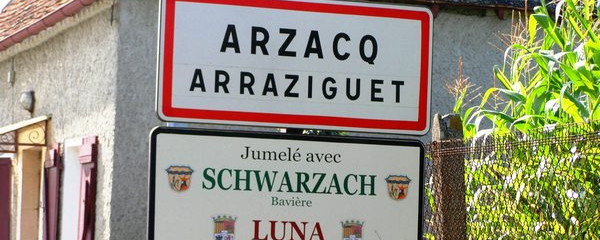 ARZACQ
ARRAZIGUET
Jumelé avec
SCHWARZACH
Bavière
LUNA